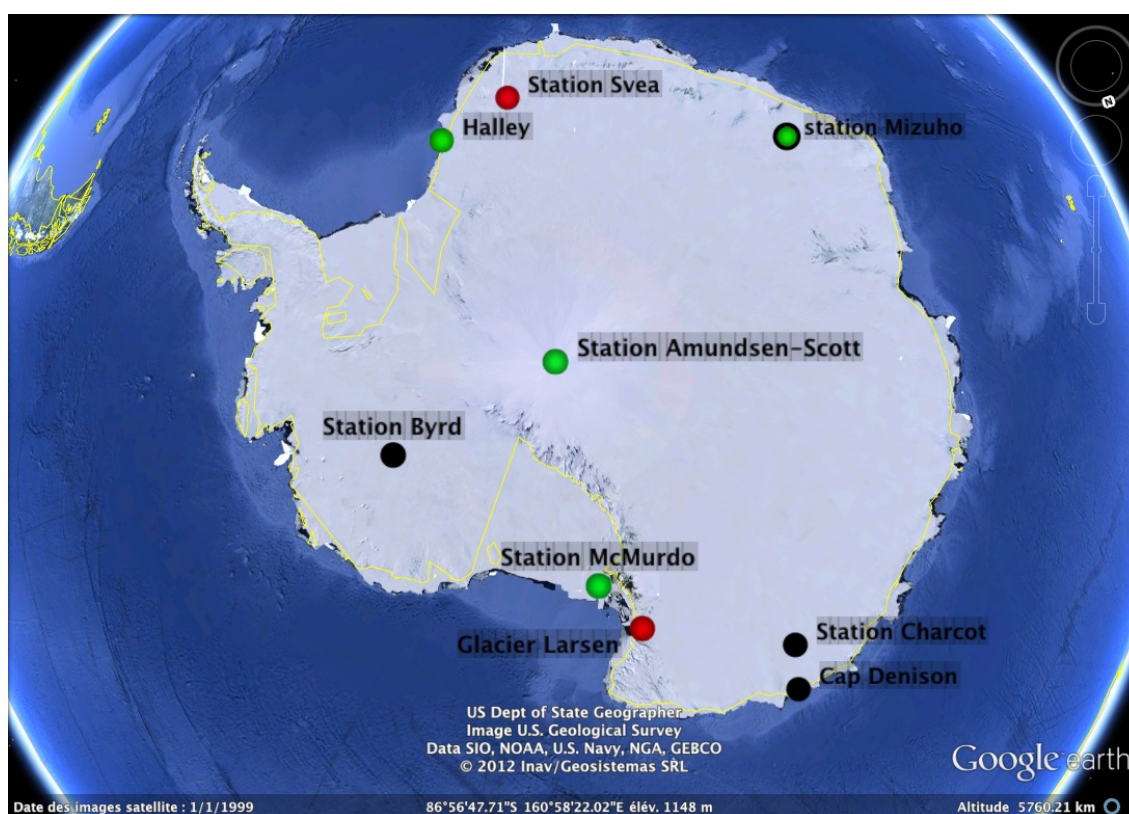 Station Svea
Halley
station Mizuho
N
Station Amundsen-Scott
Station Byrd
Station McMurdo
Glacier Larsen
Station Charcot
Cap Denison
US Dept of State Geographer
Image U.S. Geological Survey
Data SIO, NOAA, U.S. Navy, NGA, GEBCO
© 2012 Inav/Geosistemas SRL
Google earth
Date des images satellite : 1/1/1999
86°56'47.71"S 160°58'22.02"E élév. 1148 m
Altitude 5760.21 km